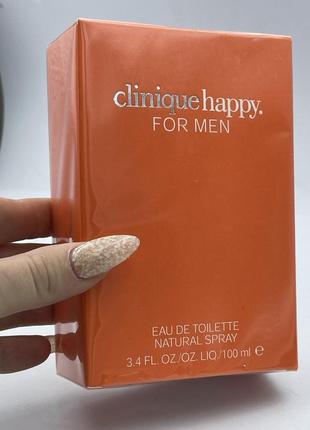 clinique happy.
FOR MEN
EAU DE TOILETTE
NATURAL SPRAY
3.4 FL. OZ./OZ. LIQ/100 ml ℮